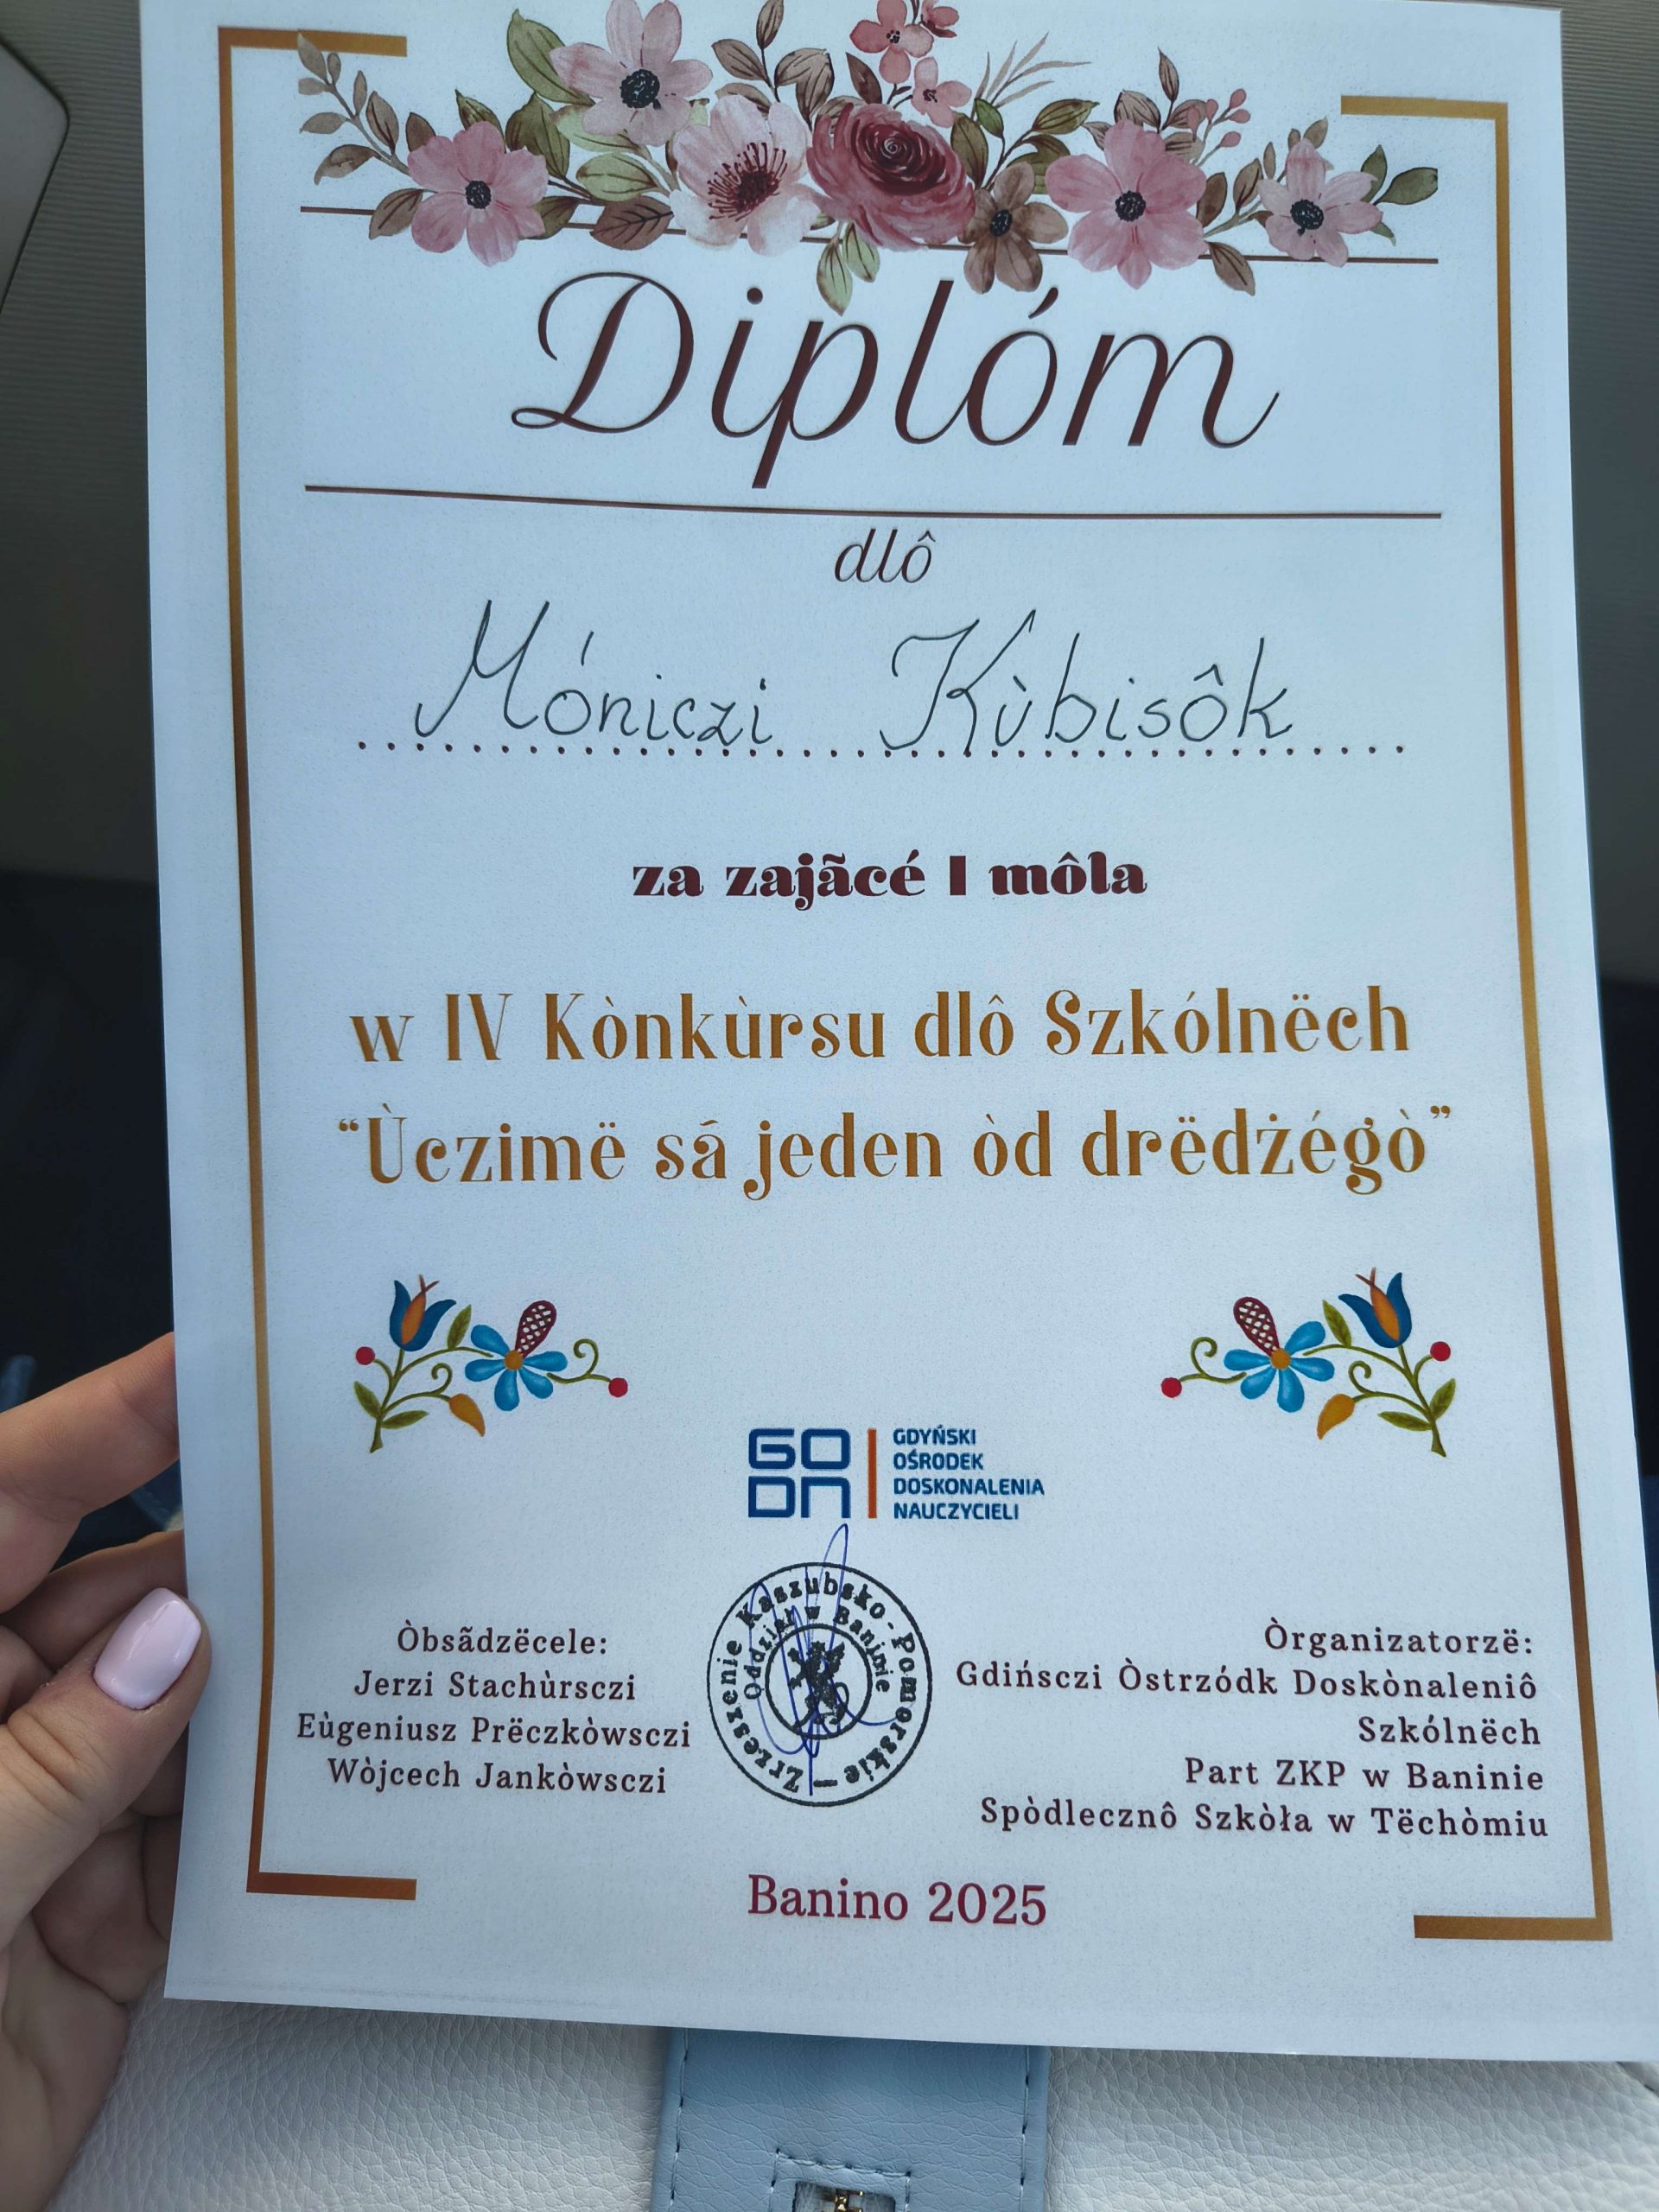 Diplóm
dlô
Móniczi Kùbisôk
za zajãcé I môla
w IV Kònkùrsu dlô Szkólnëch
“Ùczimë sã jeden òd drëdżégò”
GODN
GDYŃSKI
OŚRODEK
DOSKONALENIA
NAUCZYCIELI
Òbsãdzëcele:
Jerzi Stachùrsczi
Eùgeniusz Prëczkòwsczi
Wòjcech Jankòwsczi
Zrzeszenie Kaszubsko-Pomorskie
Oddział w Baninie
Òrganizatorzë:
Gdińsczi Òstrzódk Doskònaleniô
Szkólnëch
Part ZKP w Baninie
Spòdlecznô Szkòła w Tëchòmiu
Banino 2025